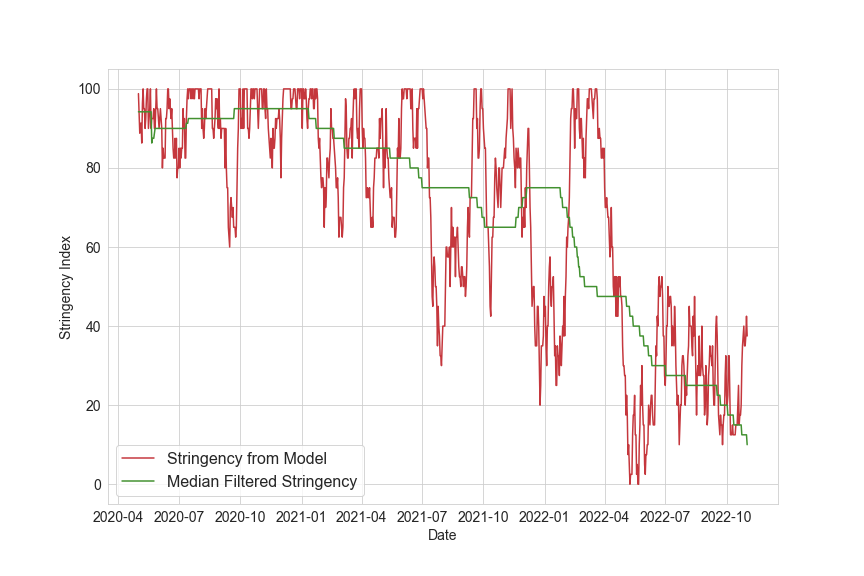 100
80
60
40
20
0
Stringency Index
Stringency from Model
Median Filtered Stringency
2020-04 2020-07 2020-10 2021-01 2021-04 2021-07 2021-10 2022-01 2022-04 2022-07 2022-10
Date